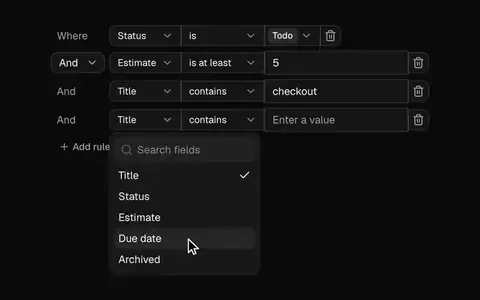 Where Status is Todo
And Estimate is at least 5
And Title contains checkout
And Title contains Enter a value
+ Add rule
Search fields
Title
Status
Estimate
Due date
Archived